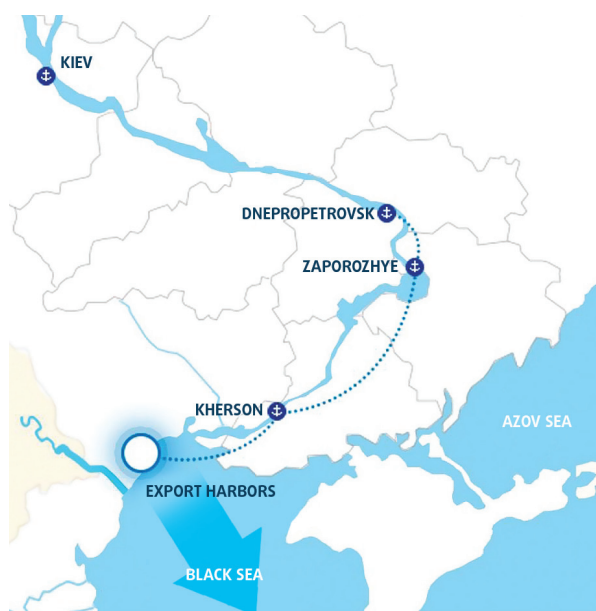 KIEV
DNEPROPETROVSK
ZAPOROZHYE
KHERSON
AZOV SEA
EXPORT HARBORS
BLACK SEA